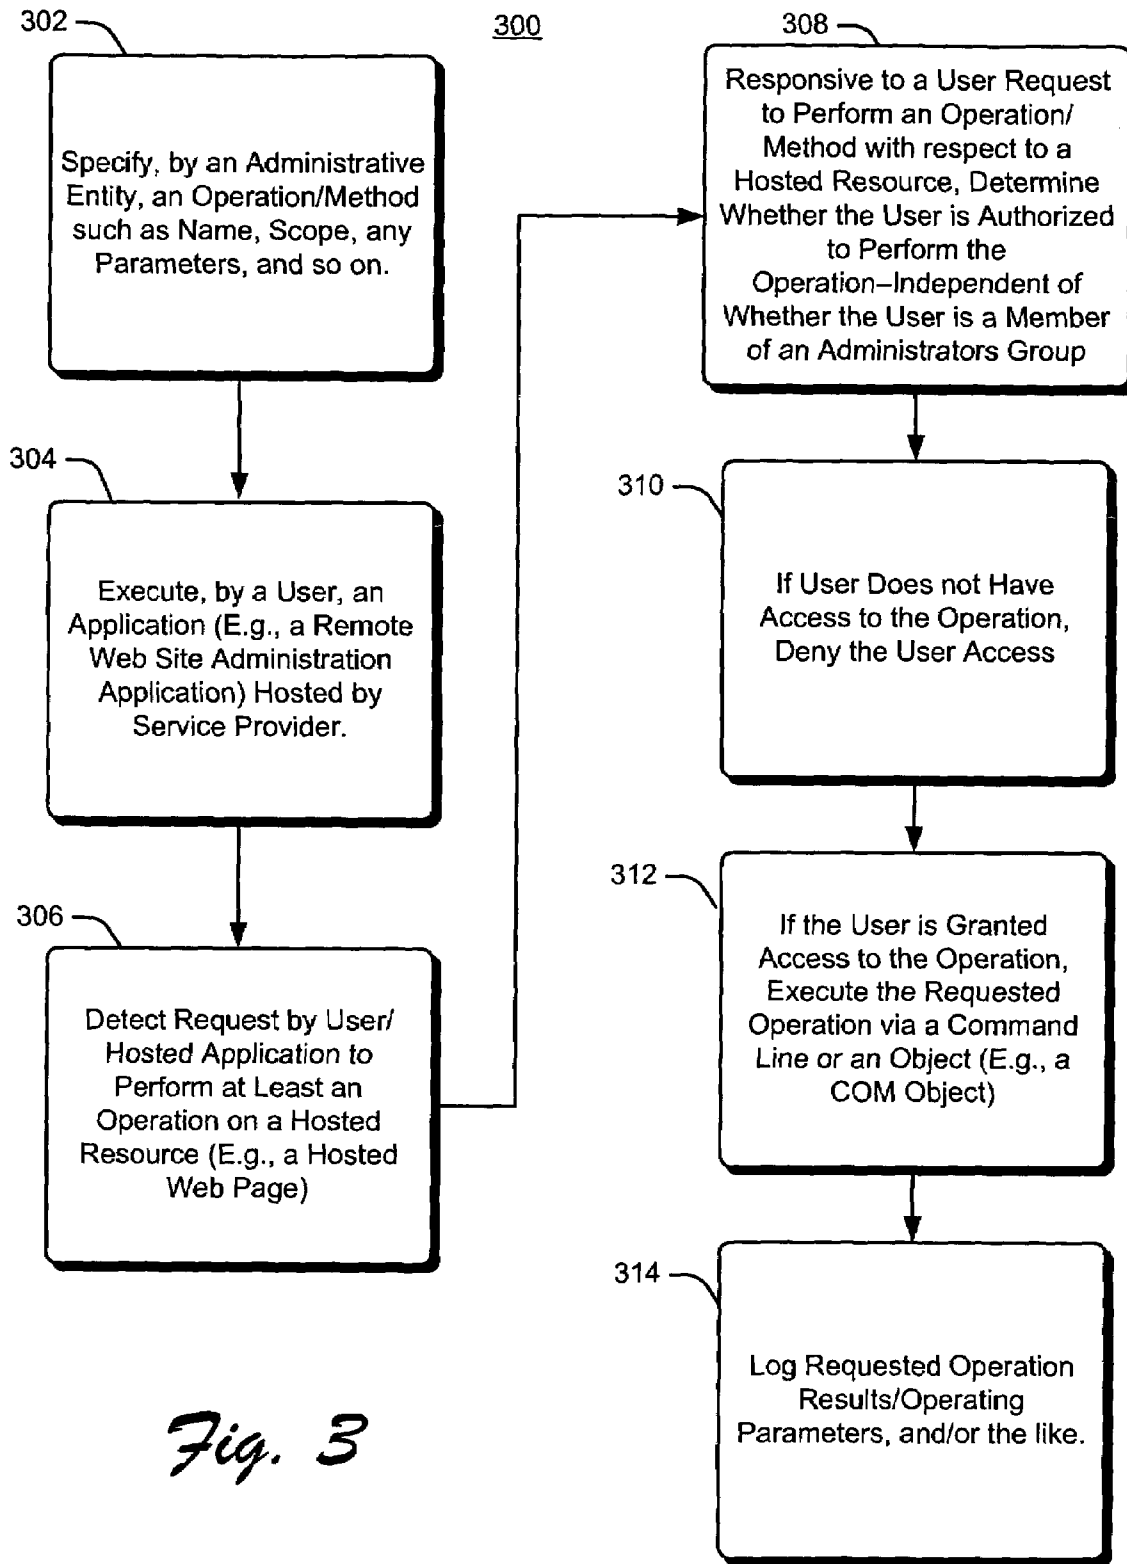 300
302
Specify, by an Administrative
Entity, an Operation/Method
such as Name, Scope, any
Parameters, and so on.
304
Execute, by a User, an
Application (E.g., a Remote
Web Site Administration
Application) Hosted by
Service Provider.
306
Detect Request by User/
Hosted Application to
Perform at Least an
Operation on a Hosted
Resource (E.g., a Hosted
Web Page)
308
Responsive to a User Request
to Perform an Operation/
Method with respect to a
Hosted Resource, Determine
Whether the User is Authorized
to Perform the
Operation–Independent of
Whether the User is a Member
of an Administrators Group
310
If User Does not Have
Access to the Operation,
Deny the User Access
312
If the User is Granted
Access to the Operation,
Execute the Requested
Operation via a Command
Line or an Object (E.g., a
COM Object)
314
Log Requested Operation
Results/Operating
Parameters, and/or the like.
Fig. 3